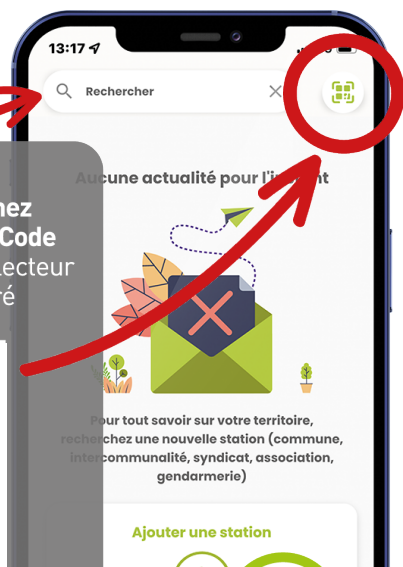 13:17
Rechercher
Aucune actualité pour l'instant
nez
Code
lecteur
ré
Pour tout savoir sur votre territoire,
recherchez une nouvelle station (commune,
intercommunalité, syndicat, association,
gendarmerie)
Ajouter une station